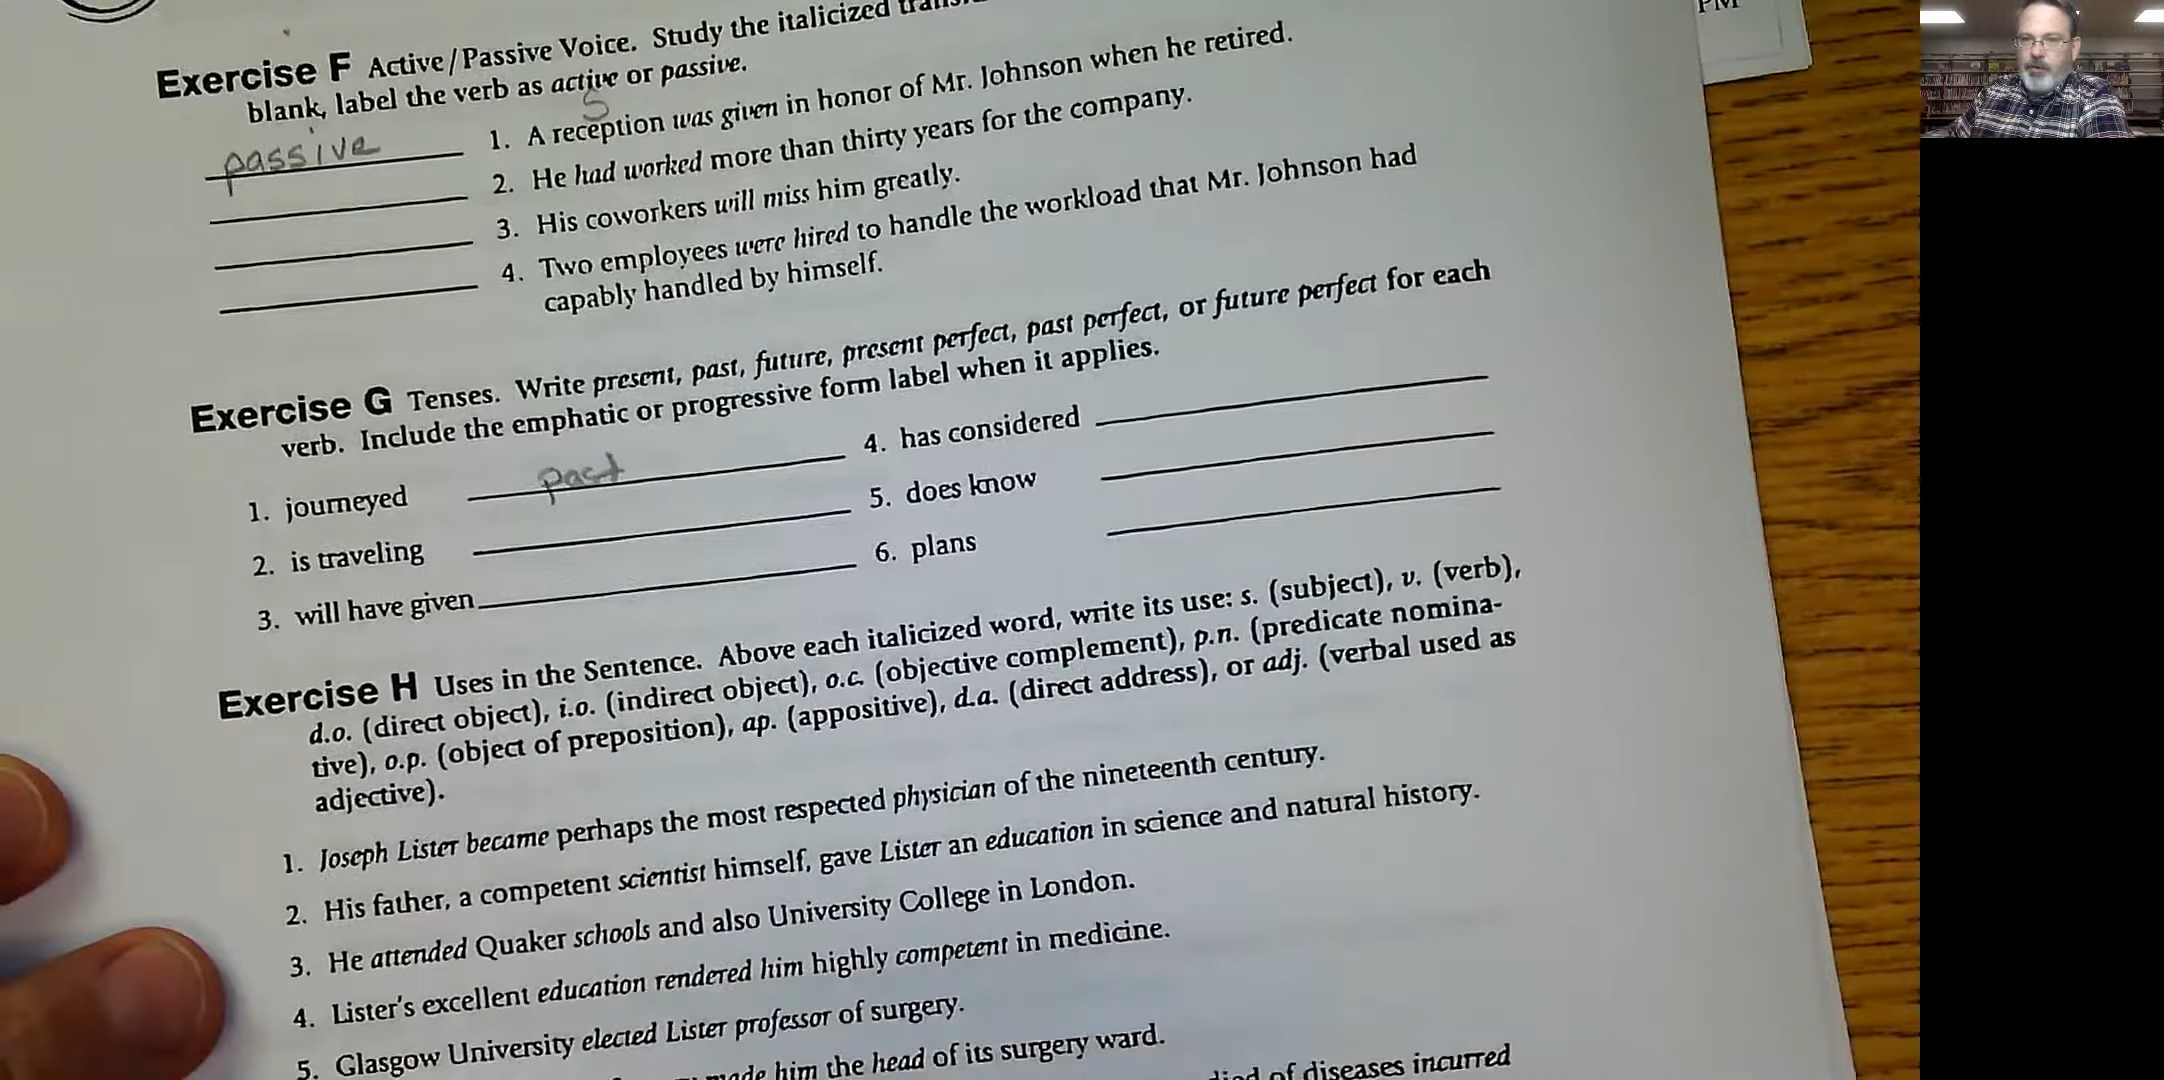 PM
Exercise F Active/Passive Voice. Study the italicized
blank, label the verb as active or passive.
S
passive 1. A reception was given in honor of Mr. Johnson when he retired.
2. He had worked more than thirty years for the company.
3. His coworkers will miss him greatly.
4. Two employees were hired to handle the workload that Mr. Johnson had
capably handled by himself.
Exercise G Tenses. Write present, past, future, present perfect, past perfect, or future perfect for each
verb. Include the emphatic or progressive form label when it applies.
1. journeyed past
2. is traveling
3. will have given
4. has considered
5. does know
6. plans
Exercise H Uses in the Sentence. Above each italicized word, write its use: s. (subject), v. (verb),
d.o. (direct object), i.o. (indirect object), o.c. (objective complement), p.n. (predicate nomina-
tive), o.p. (object of preposition), ap. (appositive), d.a. (direct address), or adj. (verbal used as
adjective).
1. Joseph Lister became perhaps the most respected physician of the nineteenth century.
2. His father, a competent scientist himself, gave Lister an education in science and natural history.
3. He attended Quaker schools and also University College in London.
4. Lister's excellent education rendered him highly competent in medicine.
5. Glasgow University elected Lister professor of surgery.
made him the head of its surgery ward.
died of diseases incurred